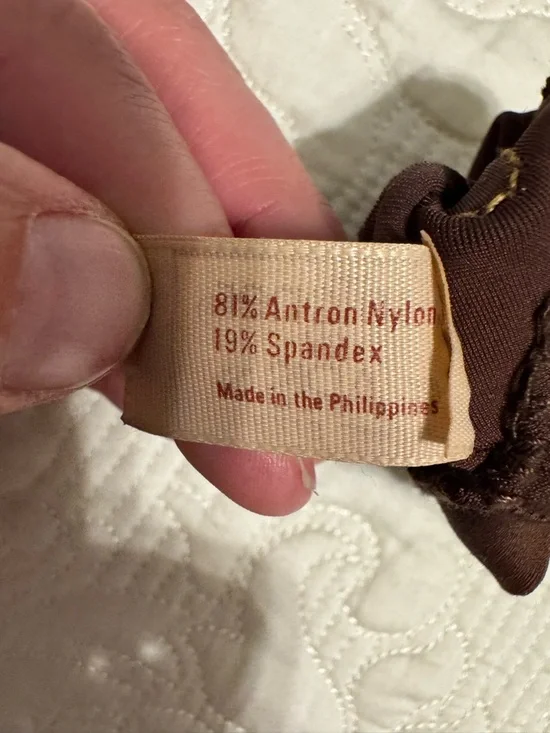 81% Antron Nylon
19% Spandex
Made in the Philippines